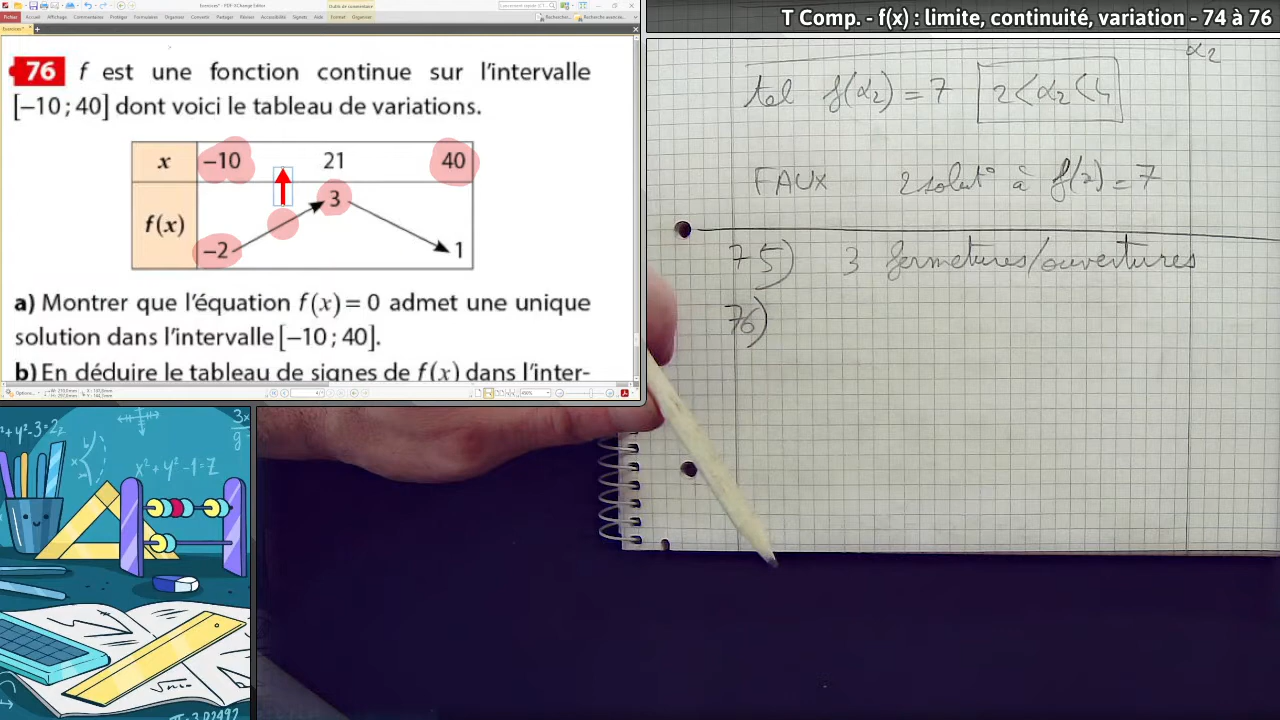 T Comp. - f(x) : limite, continuité, variation - 74 à 76
76 f est une fonction continue sur l'intervalle
[−10 ; 40] dont voici le tableau de variations.
x −10 21 40
f(x) −2 3 1
a) Montrer que l'équation f(x) = 0 admet une unique
solution dans l'intervalle [−10 ; 40].
b) En déduire le tableau de signes de f(x) dans l'inter-
α2
tel f(α2) = 7 2<α2<4
FAUX 2 solut° à f(x) = 7
75) 3 fermetures/ouvertures
76)
x² + y² -1 = z